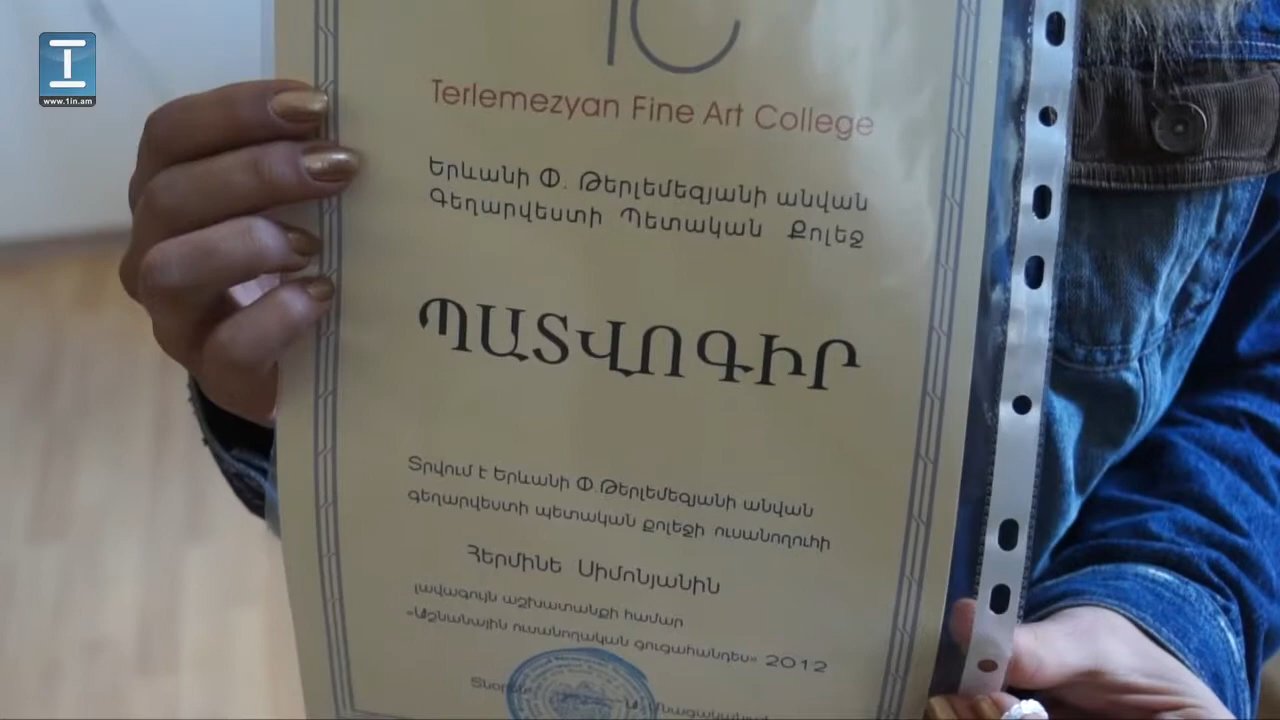 www.1in.am
Terlemezyan Fine Art College
Երևանի Փ. Թերլեմեզյանի անվան
Գեղարվեստի Պետական Քոլեջ
ՊԱՏՎՈԳԻՐ
Տրվում է Երևանի Փ.Թերլեմեզյանի անվան
գեղարվեստի պետական քոլեջի ուսանողուհի
Հերմինե Սիմոնյանին
լավագույն աշխատանքի համար
«Աշնանային ուսանողական ցուցահանդես» 2012